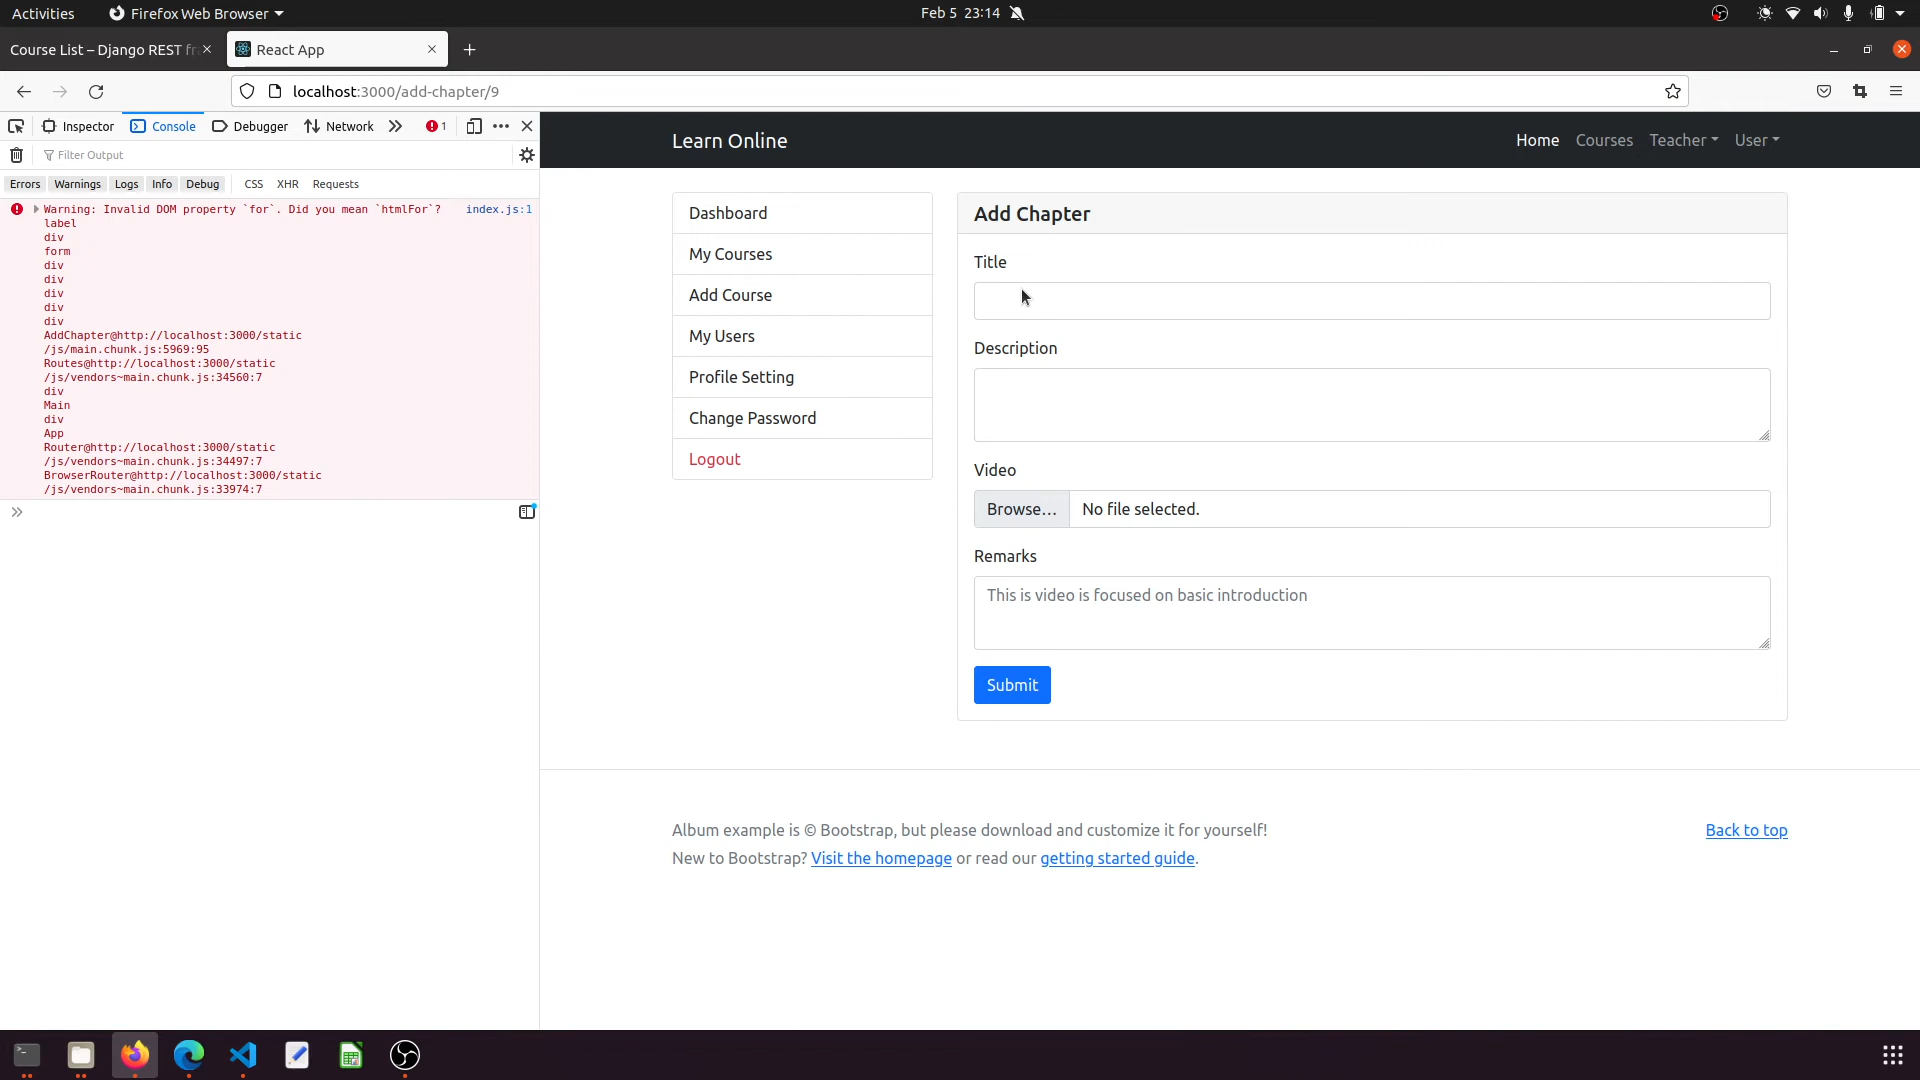 Activities
Firefox Web Browser
Feb 5 23:14
Course List – Django REST fr
React App
localhost:3000/add-chapter/9
Inspector
Console
Debugger
Network
1
Filter Output
Errors
Warnings
Logs
Info
Debug
CSS
XHR
Requests
Warning: Invalid DOM property `for`. Did you mean `htmlFor`?
index.js:1
label
div
form
div
div
div
div
div
AddChapter@http://localhost:3000/static
/js/main.chunk.js:5969:95
Routes@http://localhost:3000/static
/js/vendors~main.chunk.js:34560:7
div
Main
div
App
Router@http://localhost:3000/static
/js/vendors~main.chunk.js:34497:7
BrowserRouter@http://localhost:3000/static
/js/vendors~main.chunk.js:33974:7
Learn Online
Home
Courses
Teacher
User
Dashboard
My Courses
Add Course
My Users
Profile Setting
Change Password
Logout
Add Chapter
Title
Description
Video
Browse...
No file selected.
Remarks
This is video is focused on basic introduction
Submit
Album example is © Bootstrap, but please download and customize it for yourself!
Back to top
New to Bootstrap? Visit the homepage or read our getting started guide.